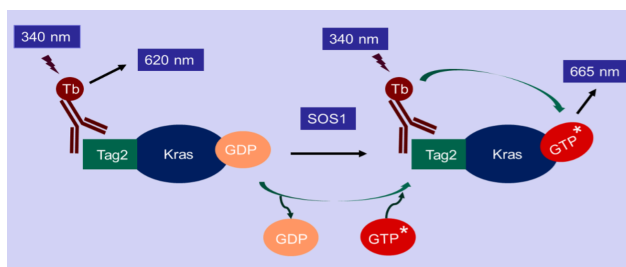 340 nm
620 nm
Tb
Tag2
Kras
GDP
SOS1
GDP
GTP*
340 nm
665 nm
Tb
Tag2
Kras
GTP*